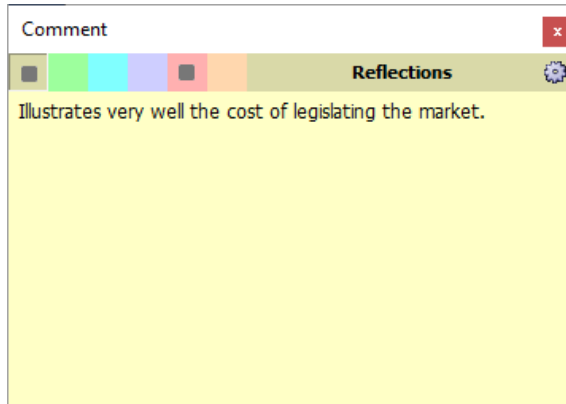 Comment
x
Reflections
Illustrates very well the cost of legislating the market.